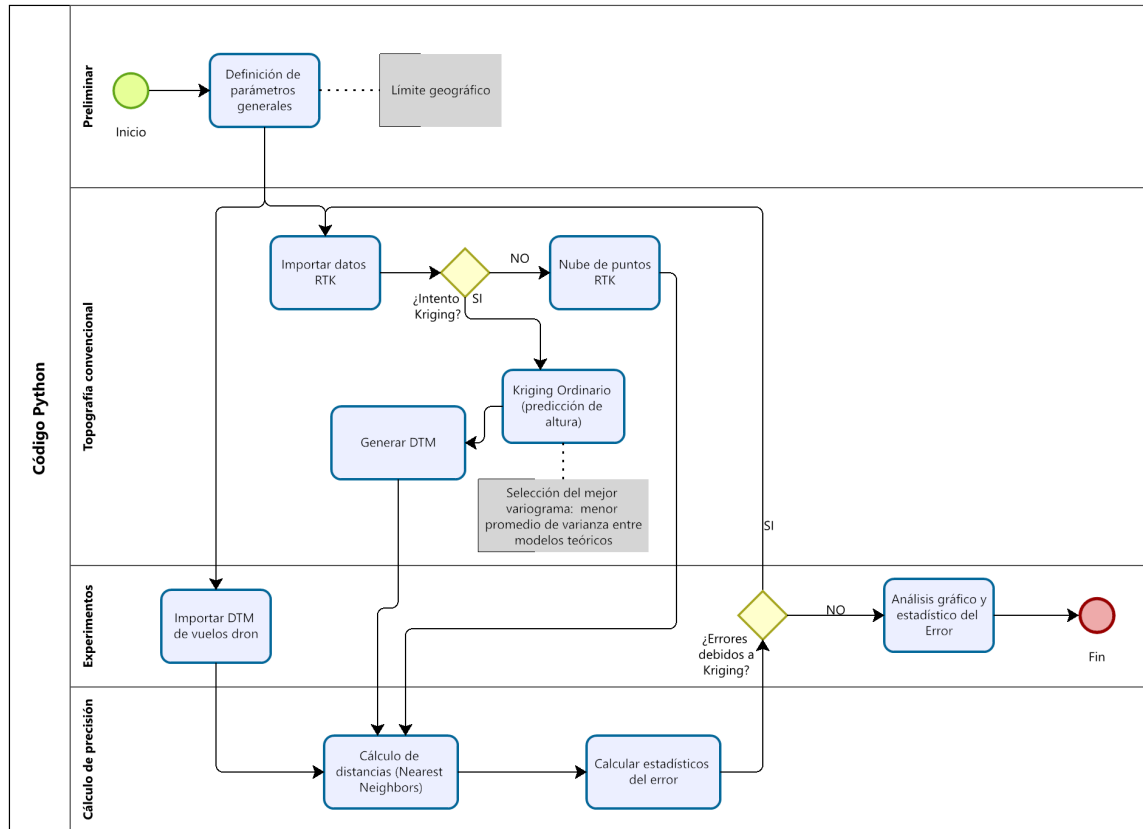 Código Python
Preliminar
Inicio
Definición de
parámetros
generales
Límite geográfico
Topografía convencional
Importar datos
RTK
¿Intento
Kriging?
NO
SI
Nube de puntos
RTK
Kriging Ordinario
(predicción de
altura)
Generar DTM
Selección del mejor
variograma:  menor
promedio de varianza entre
modelos teóricos
SI
Experimentos
Importar DTM
de vuelos dron
¿Errores
debidos a
Kriging?
NO
Análisis gráfico y
estadístico del
Error
Fin
Cálculo de precisión
Cálculo de
distancias (Nearest
Neighbors)
Calcular estadísticos
del error